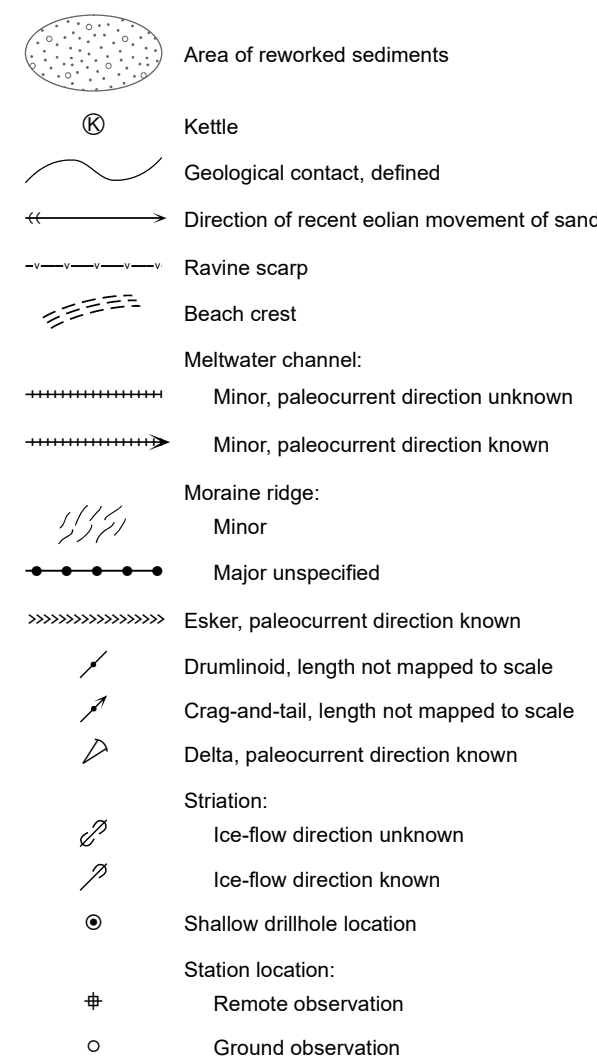 Area of reworked sediments
Ⓚ Kettle
Geological contact, defined
Direction of recent eolian movement of sand
v v v v v Ravine scarp
Beach crest
Meltwater channel:
Minor, paleocurrent direction unknown
Minor, paleocurrent direction known
Moraine ridge:
Minor
Major unspecified
Esker, paleocurrent direction known
Drumlinoid, length not mapped to scale
Crag-and-tail, length not mapped to scale
Delta, paleocurrent direction known
Striation:
Ice-flow direction unknown
Ice-flow direction known
Shallow drillhole location
Station location:
Remote observation
Ground observation